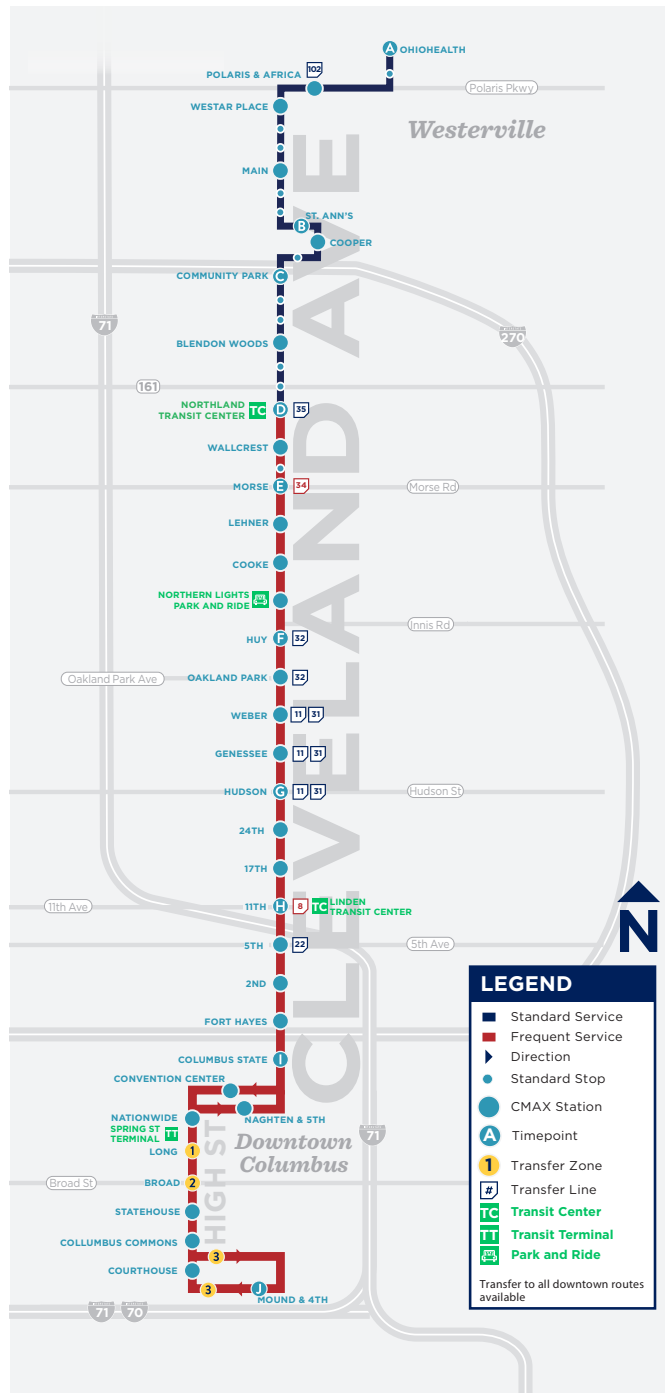 A OHIOHEALTH
102
POLARIS & AFRICA
Polaris Pkwy
WESTAR PLACE
Westerville
MAIN
ST. ANN'S
B
COOPER
COMMUNITY PARK C
71
270
BLENDON WOODS
161
NORTHLAND
TRANSIT CENTER TC D 35
WALLCREST
MORSE E 34 Morse Rd
LEHNER
COOKE
NORTHERN LIGHTS
PARK AND RIDE
Innis Rd
HUY F 32
Oakland Park Ave OAKLAND PARK 32
WEBER 11 31
GENESSEE 11 31
HUDSON G 11 31 Hudson St
24TH
17TH
11th Ave 11TH H 8 TC LINDEN
TRANSIT CENTER
5TH 22 5th Ave
2ND
FORT HAYES
COLUMBUS STATE I
CLEVELAND AVE
CONVENTION CENTER
NAGHTEN & 5TH
NATIONWIDE
SPRING ST
TERMINAL TT
71
LONG 1
Downtown
Columbus
HIGH ST
Broad St BROAD 2
STATEHOUSE
COLLUMBUS COMMONS
3
COURTHOUSE
3 J
MOUND & 4TH
71 70
N
LEGEND
Standard Service
Frequent Service
Direction
Standard Stop
CMAX Station
A Timepoint
1 Transfer Zone
# Transfer Line
TC Transit Center
TT Transit Terminal
Park and Ride
Transfer to all downtown routes
available